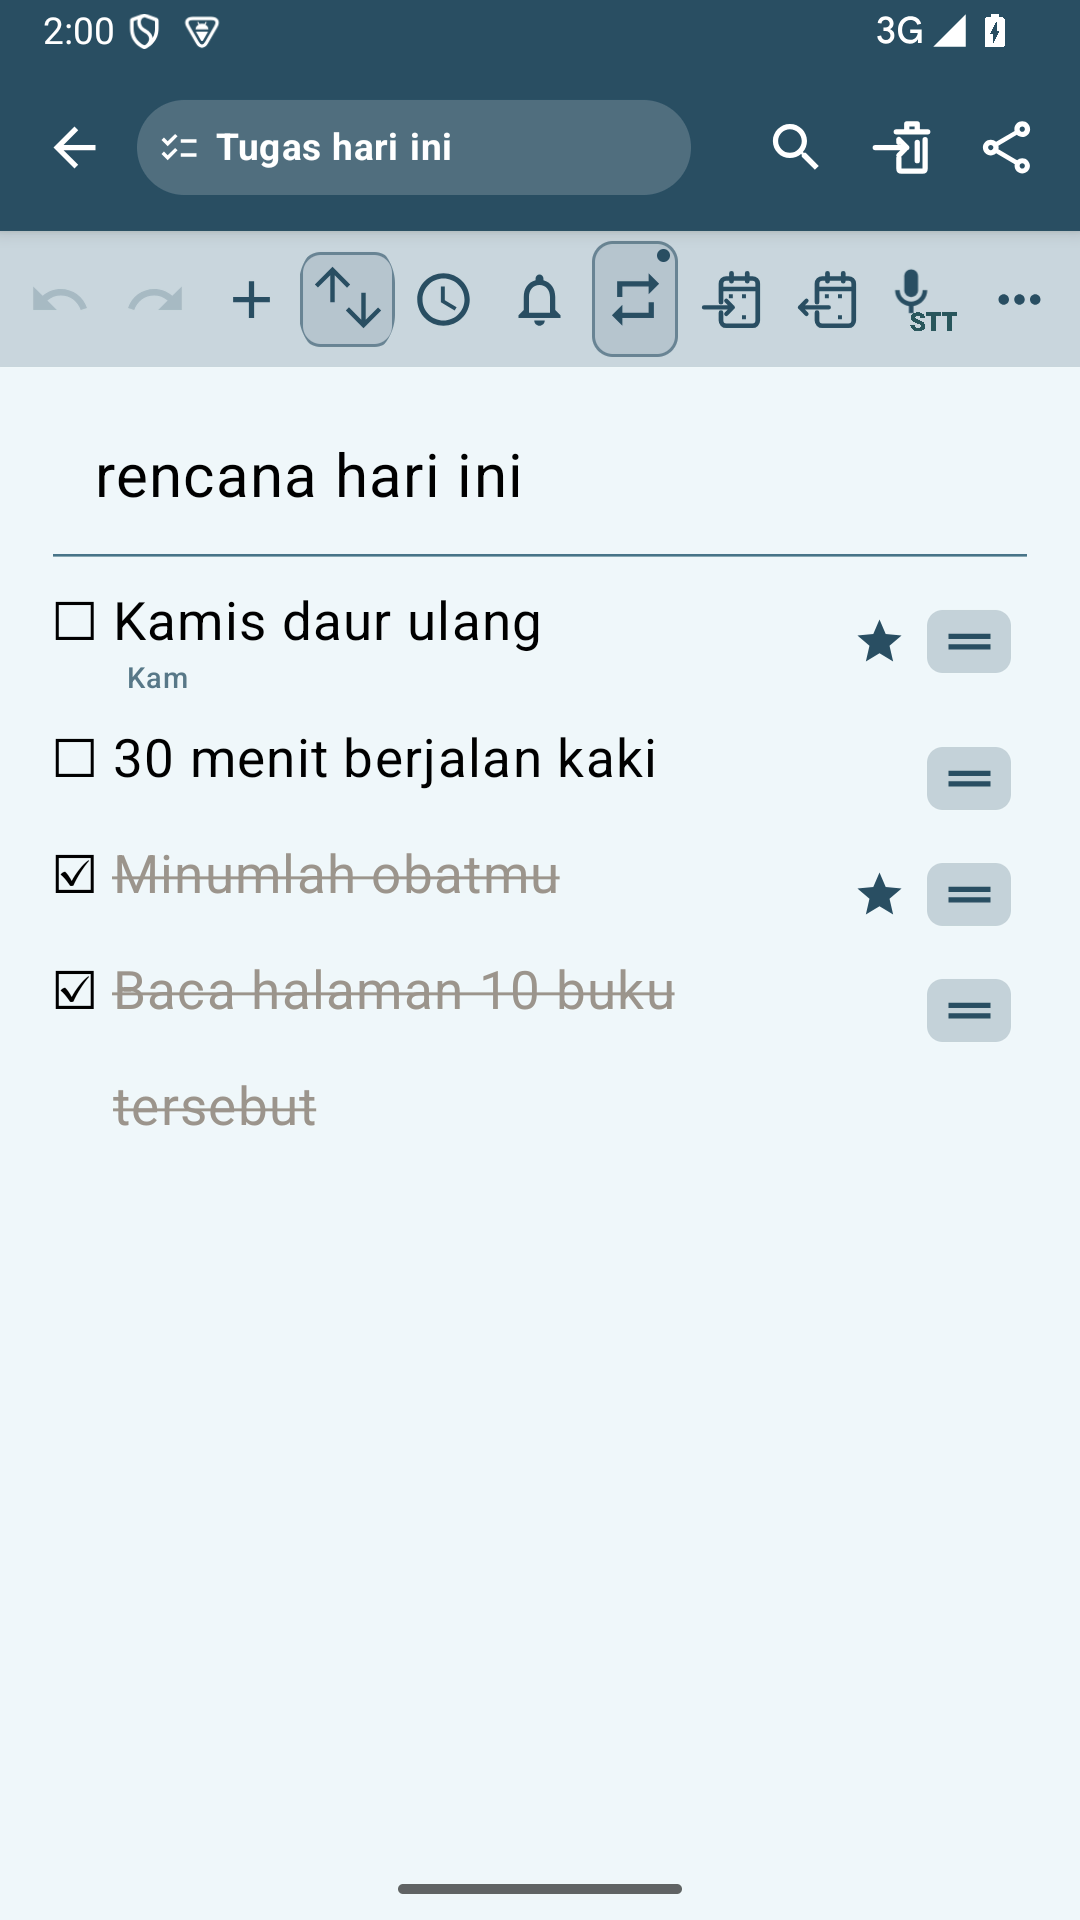 2:00
3G
Tugas hari ini
STT
rencana hari ini
Kamis daur ulang
Kam
30 menit berjalan kaki
Minumlah obatmu
Baca halaman 10 buku
tersebut